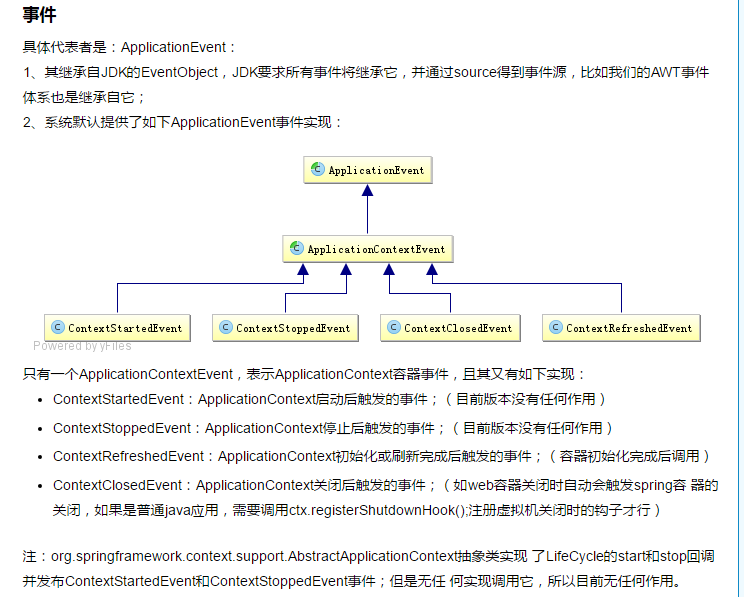 事件
具体代表者是：ApplicationEvent：
1、其继承自JDK的EventObject，JDK要求所有事件将继承它，并通过source得到事件源，比如我们的AWT事件
体系也是继承自它；
2、系统默认提供了如下ApplicationEvent事件实现：
ApplicationEvent
ApplicationContextEvent
ContextStartedEvent ContextStoppedEvent ContextClosedEvent ContextRefreshedEvent
Powered by yFiles
只有一个ApplicationContextEvent，表示ApplicationContext容器事件，且其又有如下实现：
• ContextStartedEvent：ApplicationContext启动后触发的事件；（目前版本没有任何作用）
• ContextStoppedEvent：ApplicationContext停止后触发的事件；（目前版本没有任何作用）
• ContextRefreshedEvent：ApplicationContext初始化或刷新完成后触发的事件；（容器初始化完成后调用）
• ContextClosedEvent：ApplicationContext关闭后触发的事件；（如web容器关闭时自动会触发spring容 器的
关闭，如果是普通java应用，需要调用ctx.registerShutdownHook();注册虚拟机关闭时的钩子才行）
注：org.springframework.context.support.AbstractApplicationContext抽象类实现 了LifeCycle的start和stop回调
并发布ContextStartedEvent和ContextStoppedEvent事件；但是无任 何实现调用它，所以目前无任何作用。